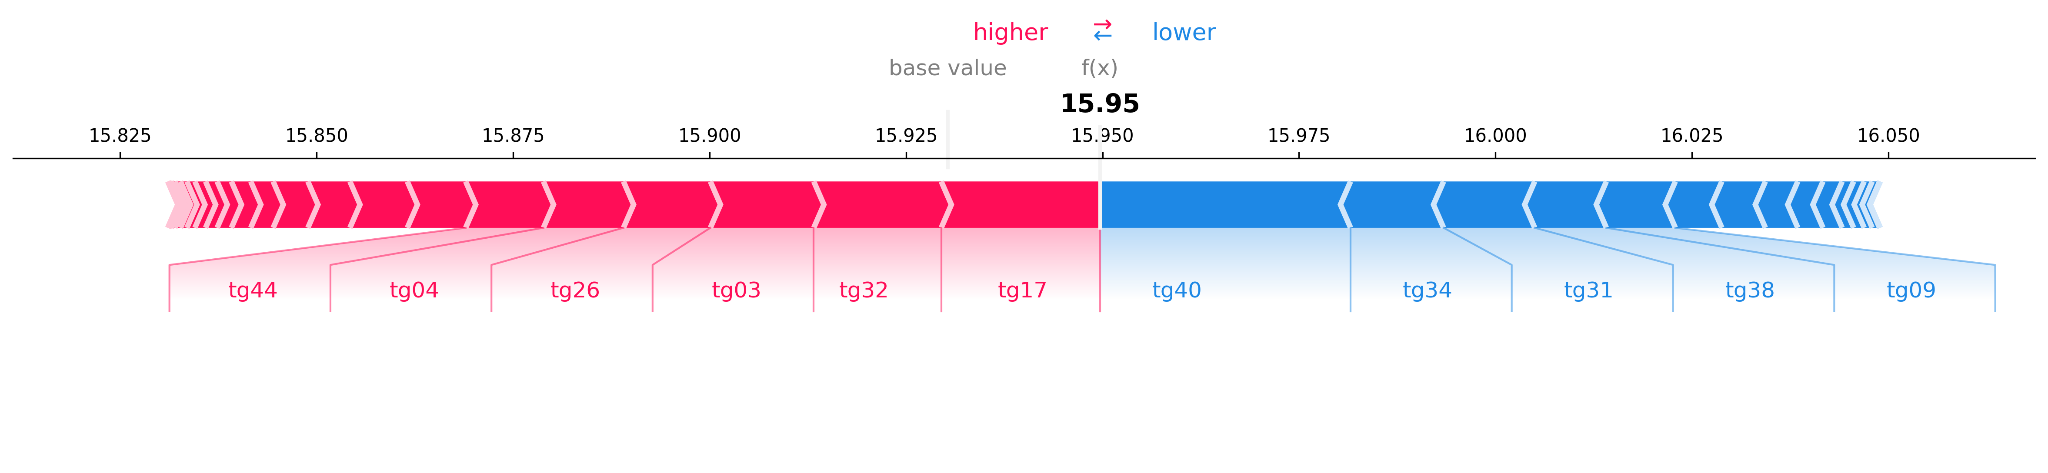 higher ⇄ lower
base value f(x)
15.95
15.825 15.850 15.875 15.900 15.925 15.950 15.975 16.000 16.025 16.050
tg44 tg04 tg26 tg03 tg32 tg17 tg40 tg34 tg31 tg38 tg09